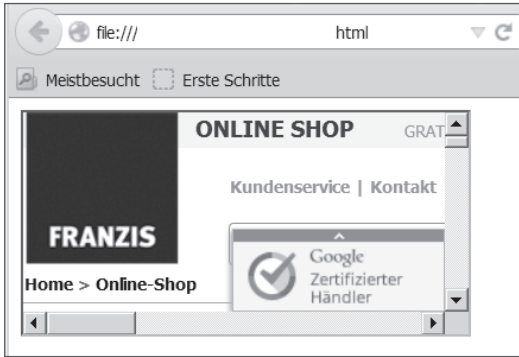 file:/// html
Meistbesucht Erste Schritte
ONLINE SHOP GRAT
Kundenservice | Kontakt
FRANZIS
Google
Zertifizierter
Händler
Home > Online-Shop